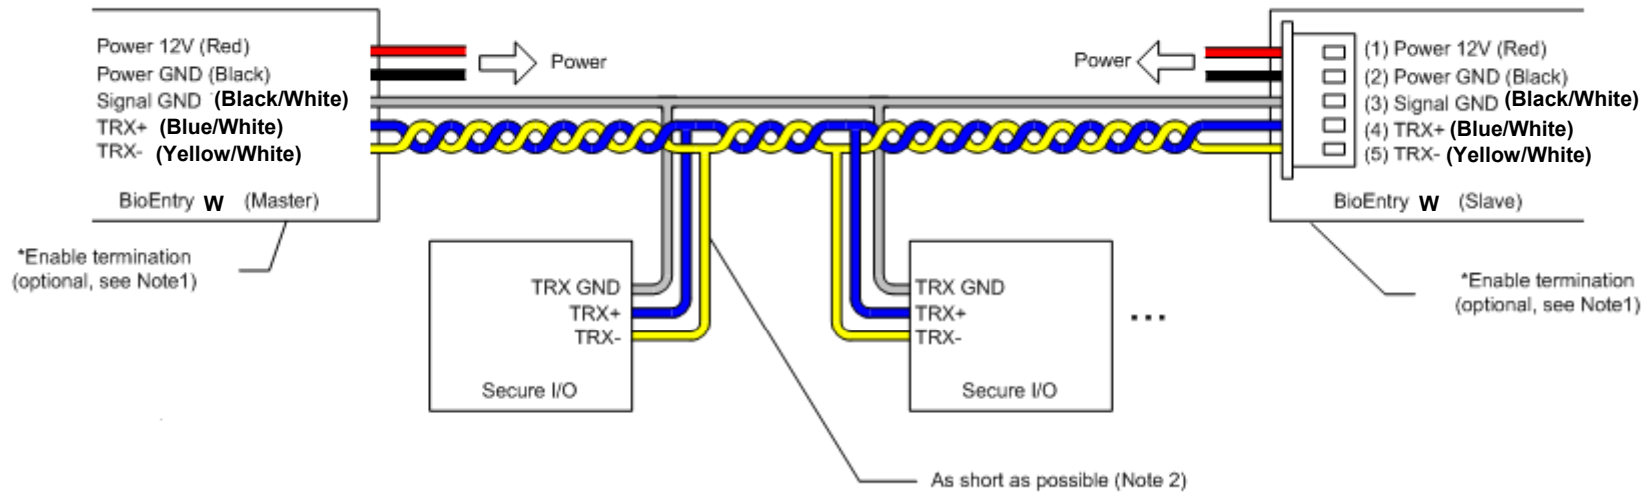 Power 12V (Red)
Power GND (Black)
Signal GND (Black/White)
TRX+ (Blue/White)
TRX- (Yellow/White)
BioEntry W (Master)
Power
Power
(1) Power 12V (Red)
(2) Power GND (Black)
(3) Signal GND (Black/White)
(4) TRX+ (Blue/White)
(5) TRX- (Yellow/White)
BioEntry W (Slave)
*Enable termination
(optional, see Note1)
TRX GND
TRX+
TRX-
Secure I/O
TRX GND
TRX+
TRX-
Secure I/O
...
*Enable termination
(optional, see Note1)
As short as possible (Note 2)